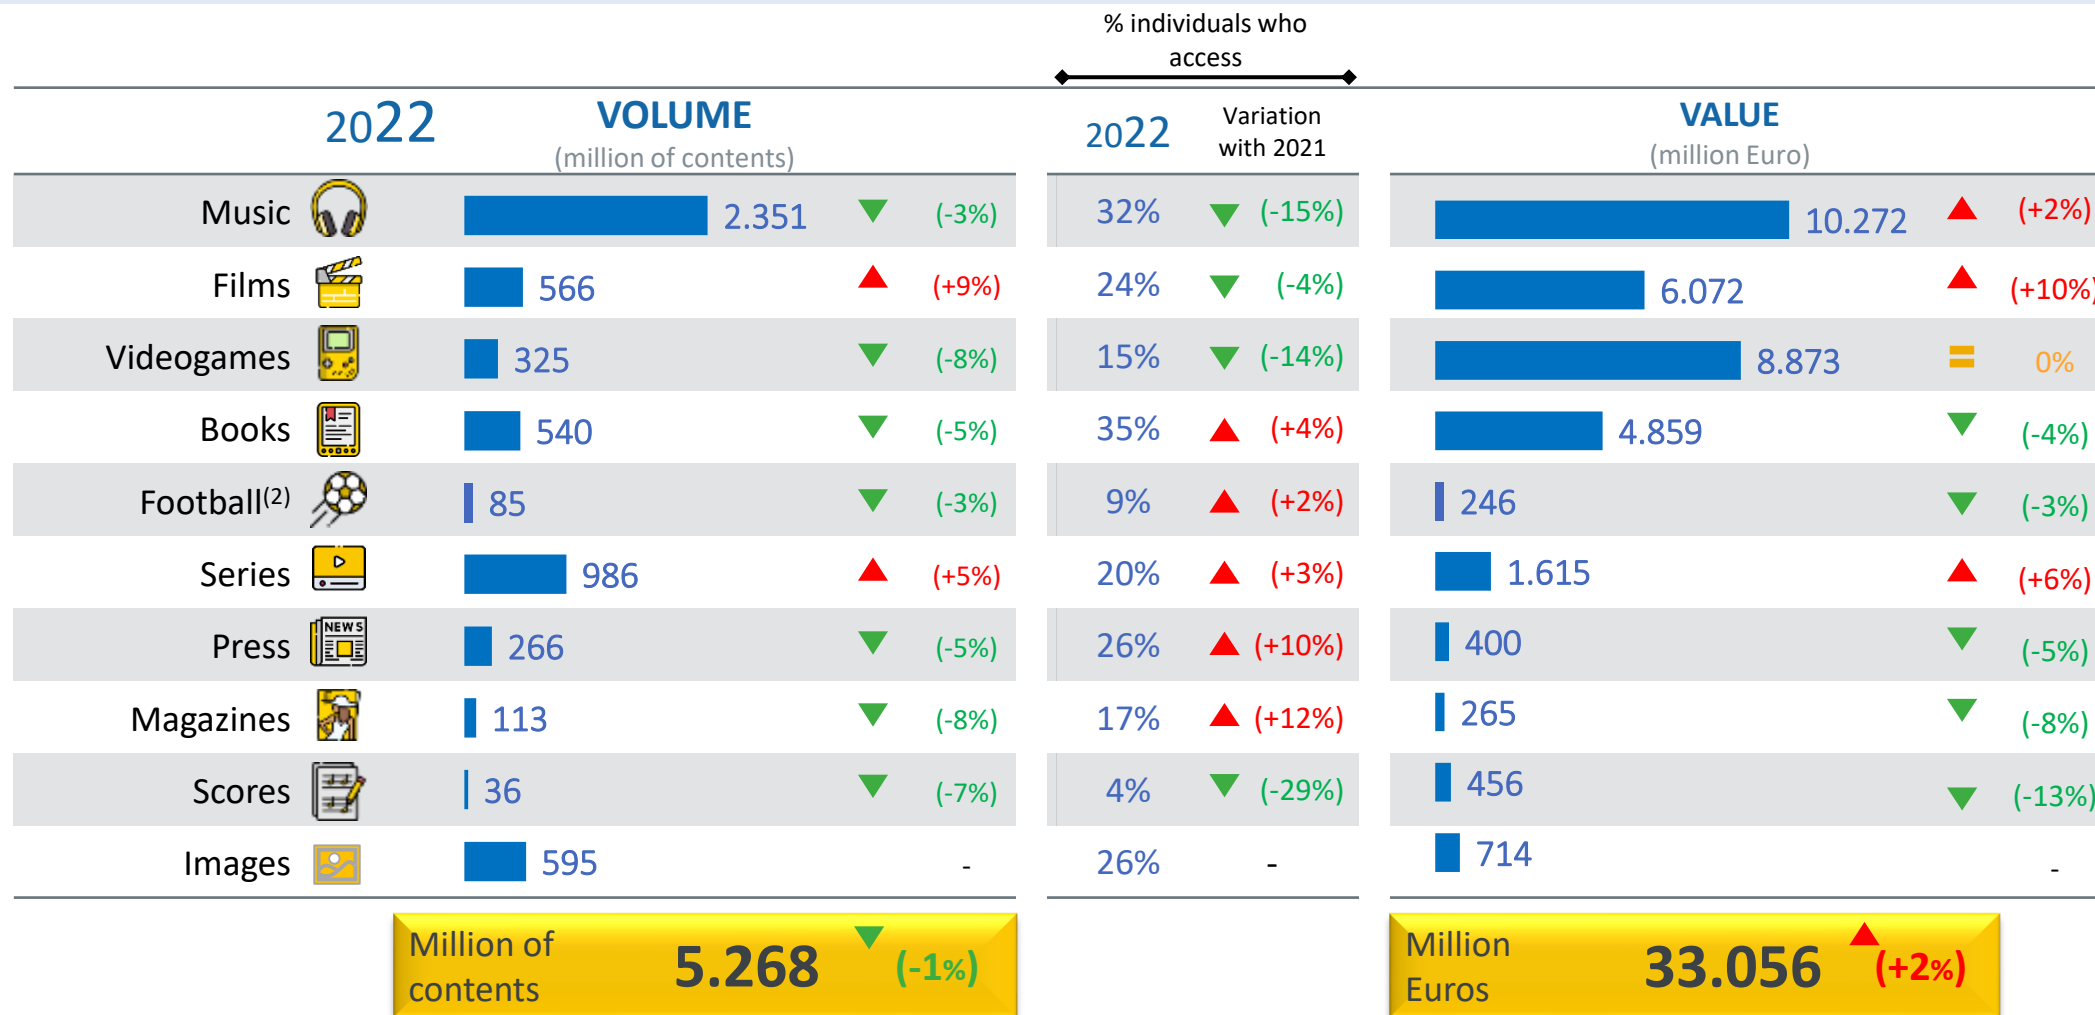 % individuals who
access
2022 VOLUME 2022 Variation VALUE
(million of contents) with 2021 (million Euro)
Music 2.351 (-3%) 32% (-15%) 10.272 (+2%)
Films 566 (+9%) 24% (-4%) 6.072 (+10%)
Videogames 325 (-8%) 15% (-14%) 8.873 = 0%
Books 540 (-5%) 35% (+4%) 4.859 (-4%)
Football(2) 85 (-3%) 9% (+2%) 246 (-3%)
Series 986 (+5%) 20% (+3%) 1.615 (+6%)
NEWS
Press 266 (-5%) 26% (+10%) 400 (-5%)
Magazines 113 (-8%) 17% (+12%) 265 (-8%)
Scores 36 (-7%) 4% (-29%) 456 (-13%)
Images 595 - 26% - 714 -
Million of
contents 5.268 (-1%)
Million
Euros 33.056 (+2%)